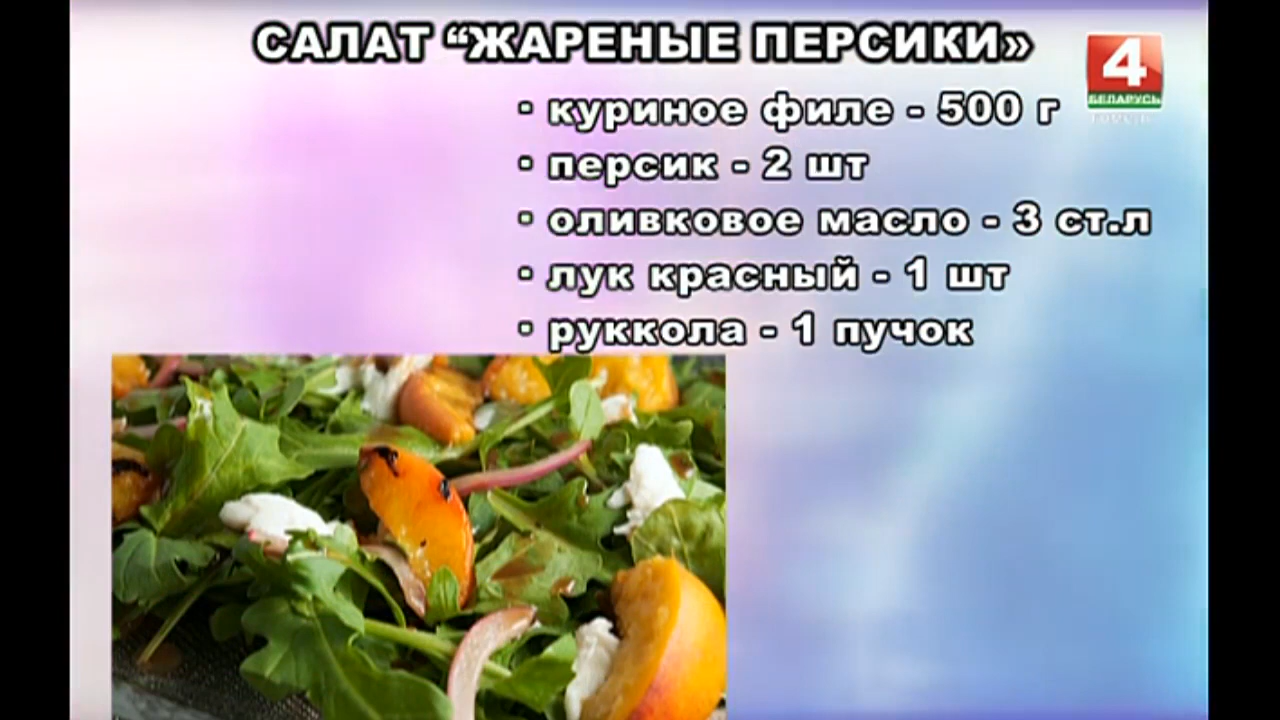 САЛАТ “ЖАРЕНЫЕ ПЕРСИКИ»
4
БЕЛАРУСЬ
· куриное филе - 500 г
· персик - 2 шт
· оливковое масло - 3 ст.л
· лук красный - 1 шт
· руккола - 1 пучок